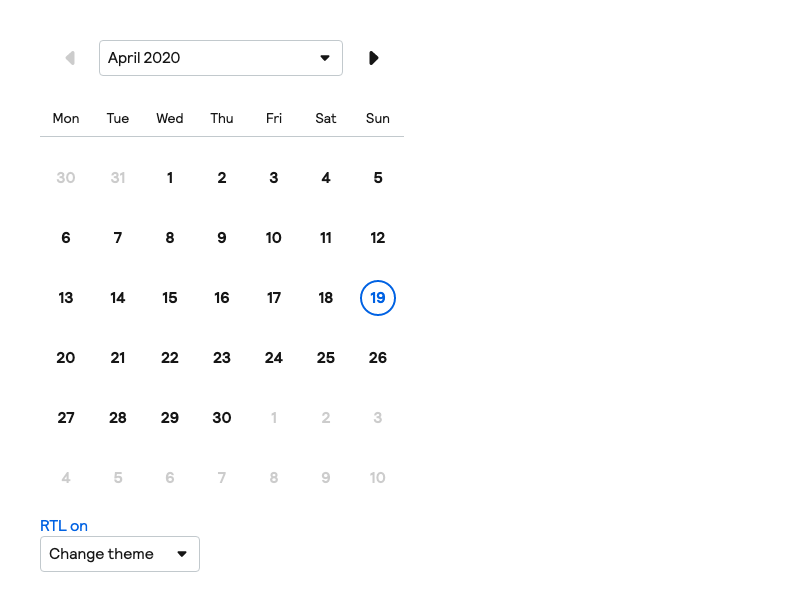 April 2020
Mon Tue Wed Thu Fri Sat Sun
30 31 1 2 3 4 5
6 7 8 9 10 11 12
13 14 15 16 17 18 19
20 21 22 23 24 25 26
27 28 29 30 1 2 3
4 5 6 7 8 9 10
RTL on
Change theme